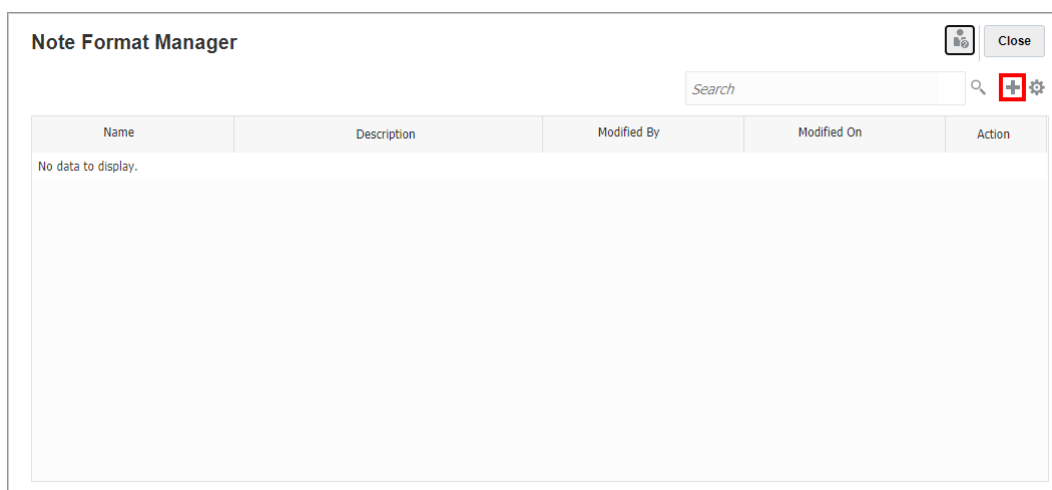 Note Format Manager
Close
Search
Name Description Modified By Modified On Action
No data to display.